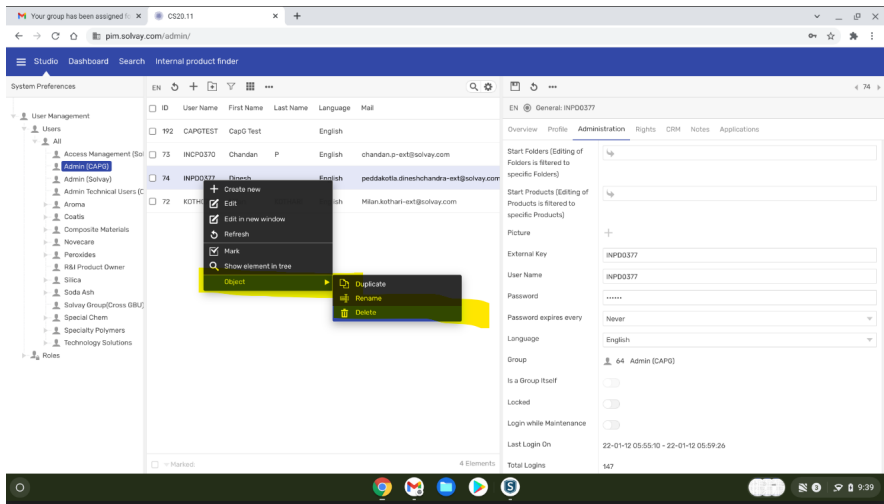 Your group has been assigned fo
CS20.11
pim.solvay.com/admin/
Studio Dashboard Search Internal product finder
System Preferences
EN
74
ID User Name First Name Last Name Language Mail
EN General: INPD0377
User Management
Users
All
Access Management (Sol
Admin (CAPG)
Admin (Solvay)
Admin Technical Users (C
Aroma
Coatis
Composite Materials
Novecare
Peroxides
R&I Product Owner
Silica
Soda Ash
Solvay Group(Cross GBU)
Special Chem
Specialty Polymers
Technology Solutions
Roles
192 CAPGTEST CapG Test English
73 INCP0370 Chandan P English chandan.p-ext@solvay.com
74 INPD0377 Dinesh English peddakotla.dineshchandra-ext@solvay.com
72 KOTH English Milan.kothari-ext@solvay.com
Create new
Edit
Edit in new window
Refresh
Mark
Show element in tree
Object
Duplicate
Rename
Delete
Marked:
4 Elements
Overview Profile Administration Rights CRM Notes Applications
Start Folders (Editing of
Folders is filtered to
specific Folders)
Start Products (Editing of
Products is filtered to
specific Products)
Picture
External Key INPD0377
User Name INPD0377
Password ······
Password expires every Never
Language English
Group 64 Admin (CAPG)
Is a Group Itself
Locked
Login while Maintenance
Last Login On 22-01-12 05:55:10 - 22-01-12 05:59:26
Total Logins 147
S
3 9:39